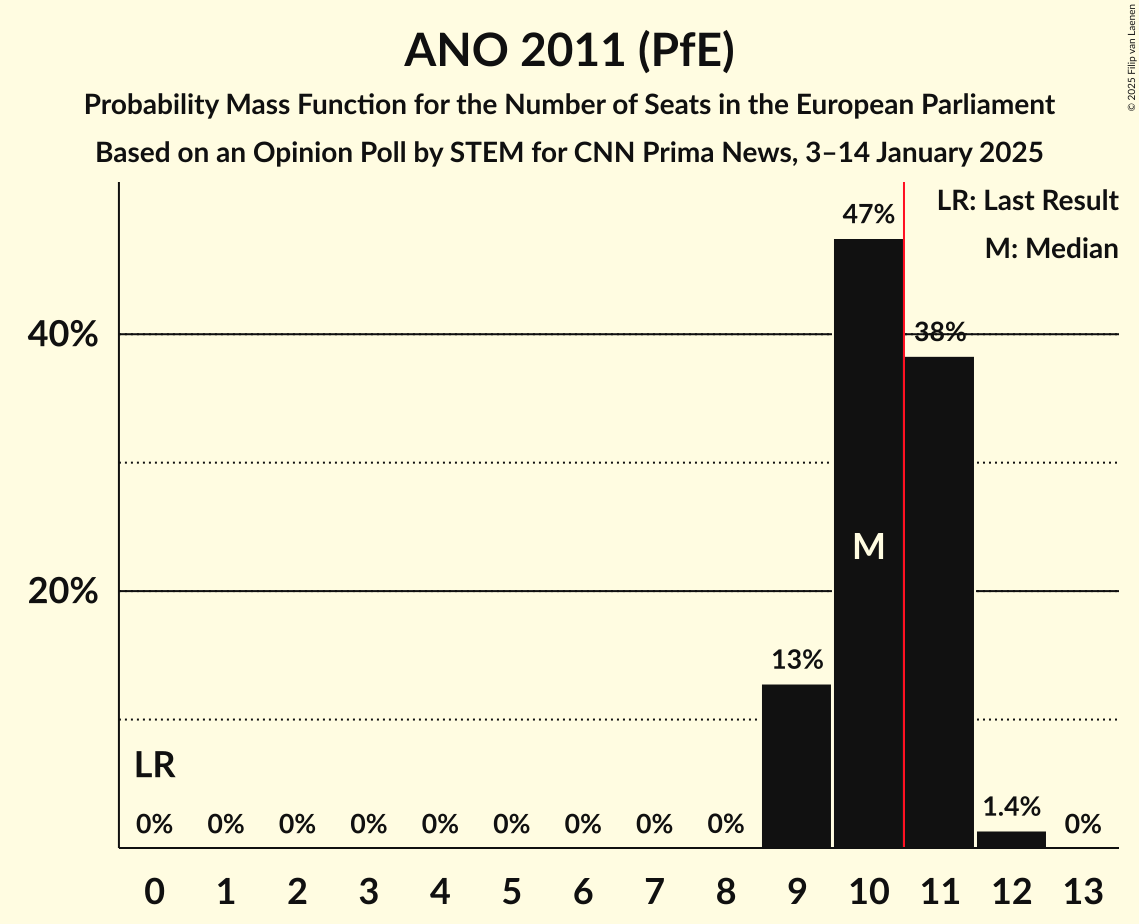 ANO 2011 (PfE)
Probability Mass Function for the Number of Seats in the European Parliament
Based on an Opinion Poll by STEM for CNN Prima News, 3–14 January 2025
© 2025 Filip van Laenen
LR: Last Result
M: Median
47%
38%
40%
M
20%
13%
LR
1.4%
0% 0% 0% 0% 0% 0% 0% 0% 0% 0%
0 1 2 3 4 5 6 7 8 9 10 11 12 13